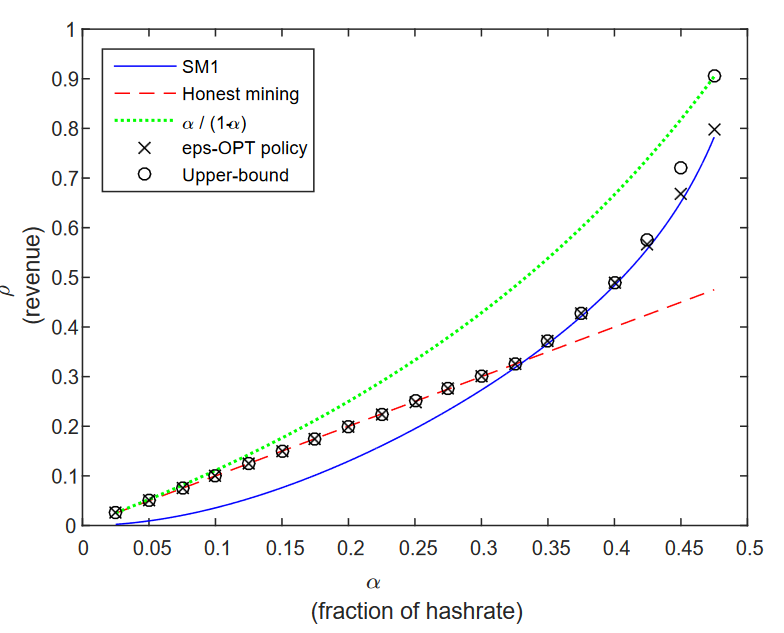 1
0.9
0.8
0.7
0.6
0.5
0.4
0.3
0.2
0.1
0
SM1
Honest mining
α / (1-α)
eps-OPT policy
Upper-bound
ρ
(revenue)
0 0.05 0.1 0.15 0.2 0.25 0.3 0.35 0.4 0.45 0.5
α
(fraction of hashrate)